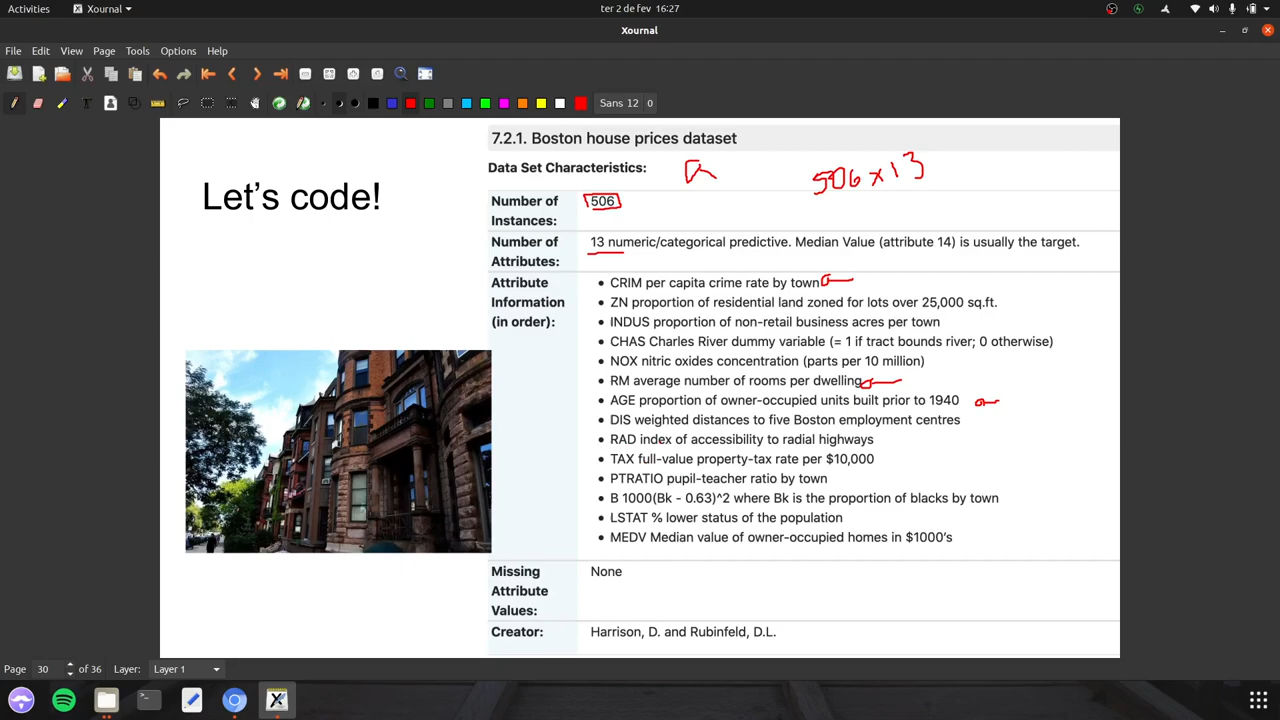 Activities
Xournal
ter 2 de fev 16:27
Xournal
File Edit View Page Tools Options Help
Sans 12 0
Let's code!
7.2.1. Boston house prices dataset
Data Set Characteristics:
506 x 13
Number of Instances:
506
Number of Attributes:
13 numeric/categorical predictive. Median Value (attribute 14) is usually the target.
Attribute Information (in order):
• CRIM per capita crime rate by town
• ZN proportion of residential land zoned for lots over 25,000 sq.ft.
• INDUS proportion of non-retail business acres per town
• CHAS Charles River dummy variable (= 1 if tract bounds river; 0 otherwise)
• NOX nitric oxides concentration (parts per 10 million)
• RM average number of rooms per dwelling
• AGE proportion of owner-occupied units built prior to 1940
• DIS weighted distances to five Boston employment centres
• RAD index of accessibility to radial highways
• TAX full-value property-tax rate per $10,000
• PTRATIO pupil-teacher ratio by town
• B 1000(Bk - 0.63)^2 where Bk is the proportion of blacks by town
• LSTAT % lower status of the population
• MEDV Median value of owner-occupied homes in $1000's
Missing Attribute Values:
None
Creator:
Harrison, D. and Rubinfeld, D.L.
Page 30 of 36 Layer: Layer 1